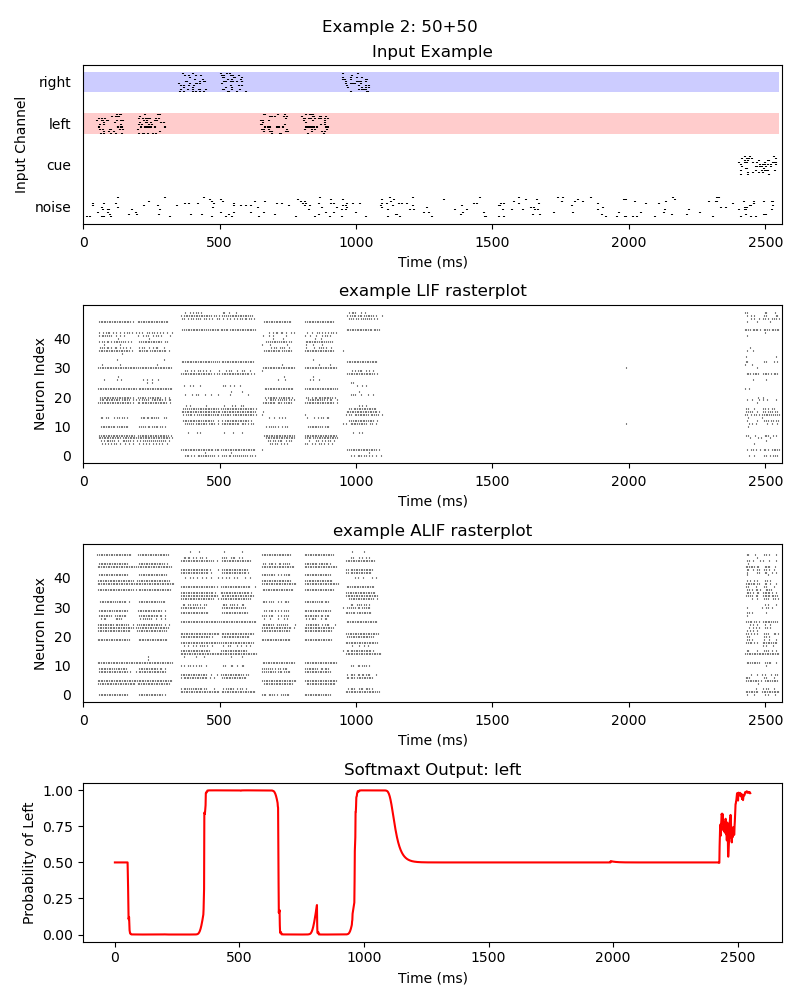 Example 2: 50+50
Input Example
Input Channel
right
left
cue
noise
0 500 1000 1500 2000 2500
Time (ms)
example LIF rasterplot
Neuron Index
40
30
20
10
0
0 500 1000 1500 2000 2500
Time (ms)
example ALIF rasterplot
Neuron Index
40
30
20
10
0
0 500 1000 1500 2000 2500
Time (ms)
Softmaxt Output: left
Probability of Left
1.00
0.75
0.50
0.25
0.00
0 500 1000 1500 2000 2500
Time (ms)